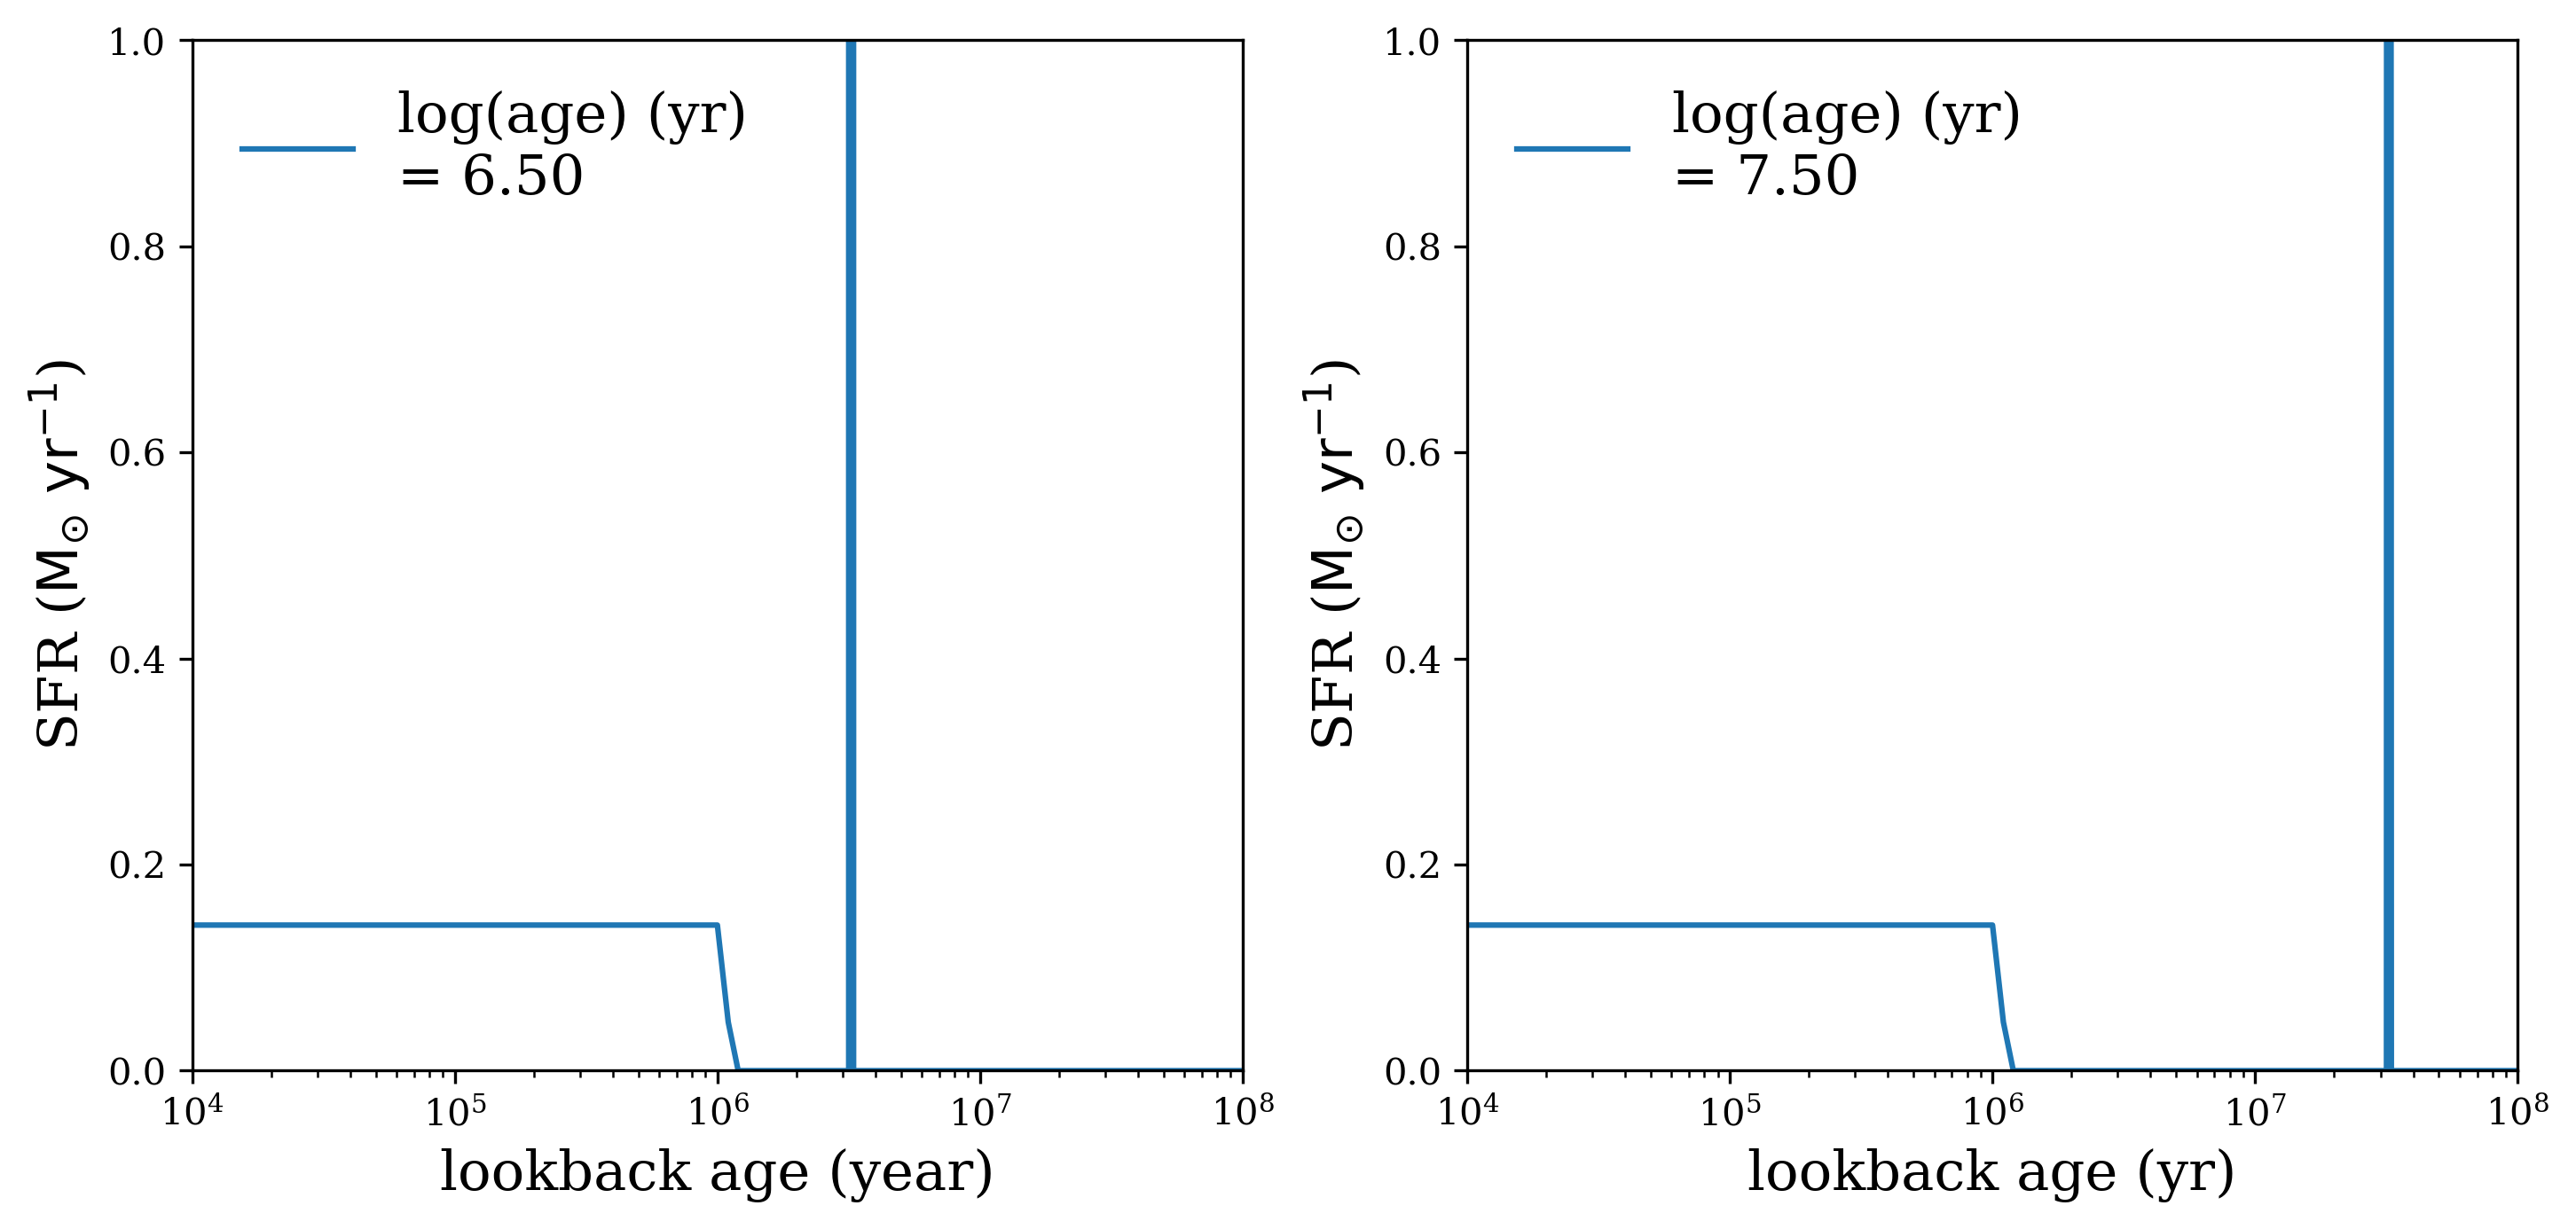 1.0
0.8
0.6
0.4
0.2
0.0
SFR (M⊙ yr⁻¹)
log(age) (yr)
= 6.50
10⁴ 10⁵ 10⁶ 10⁷ 10⁸
lookback age (year)
1.0
0.8
0.6
0.4
0.2
0.0
SFR (M⊙ yr⁻¹)
log(age) (yr)
= 7.50
10⁴ 10⁵ 10⁶ 10⁷ 10⁸
lookback age (yr)